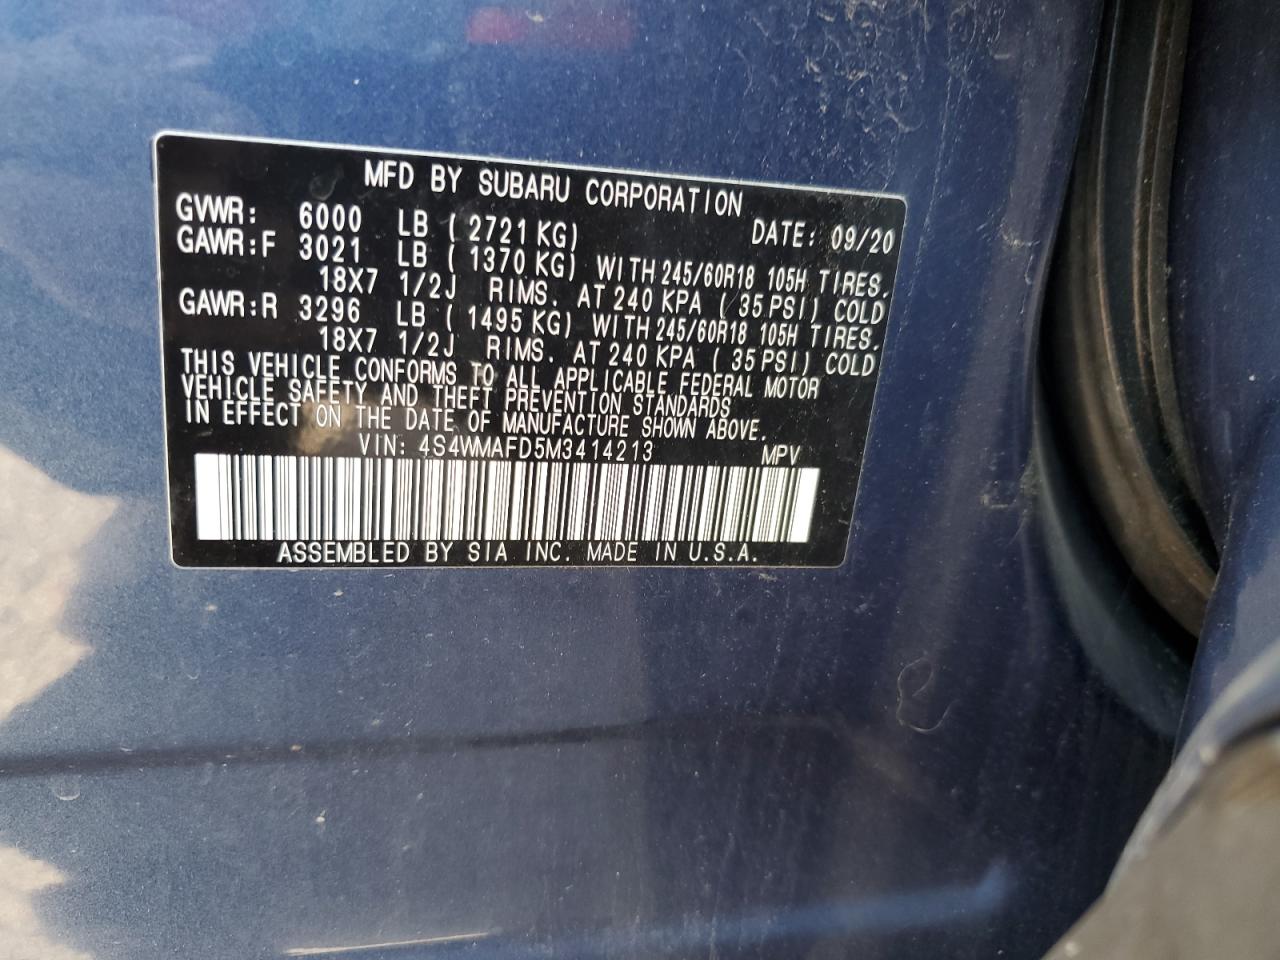 MFD BY SUBARU CORPORATION
GVWR: 6000 LB ( 2721 KG) DATE: 09/20
GAWR:F 3021 LB ( 1370 KG) WITH 245/60R18 105H TIRES.
18X7 1/2J RIMS. AT 240 KPA ( 35 PSI) COLD
GAWR:R 3296 LB ( 1495 KG) WITH 245/60R18 105H TIRES.
18X7 1/2J RIMS. AT 240 KPA ( 35 PSI) COLD
THIS VEHICLE CONFORMS TO ALL APPLICABLE FEDERAL MOTOR
VEHICLE SAFETY AND THEFT PREVENTION STANDARDS
IN EFFECT ON THE DATE OF MANUFACTURE SHOWN ABOVE.
VIN: 4S4WMAFD5M3414213 MPV
ASSEMBLED BY SIA INC. MADE IN U.S.A.